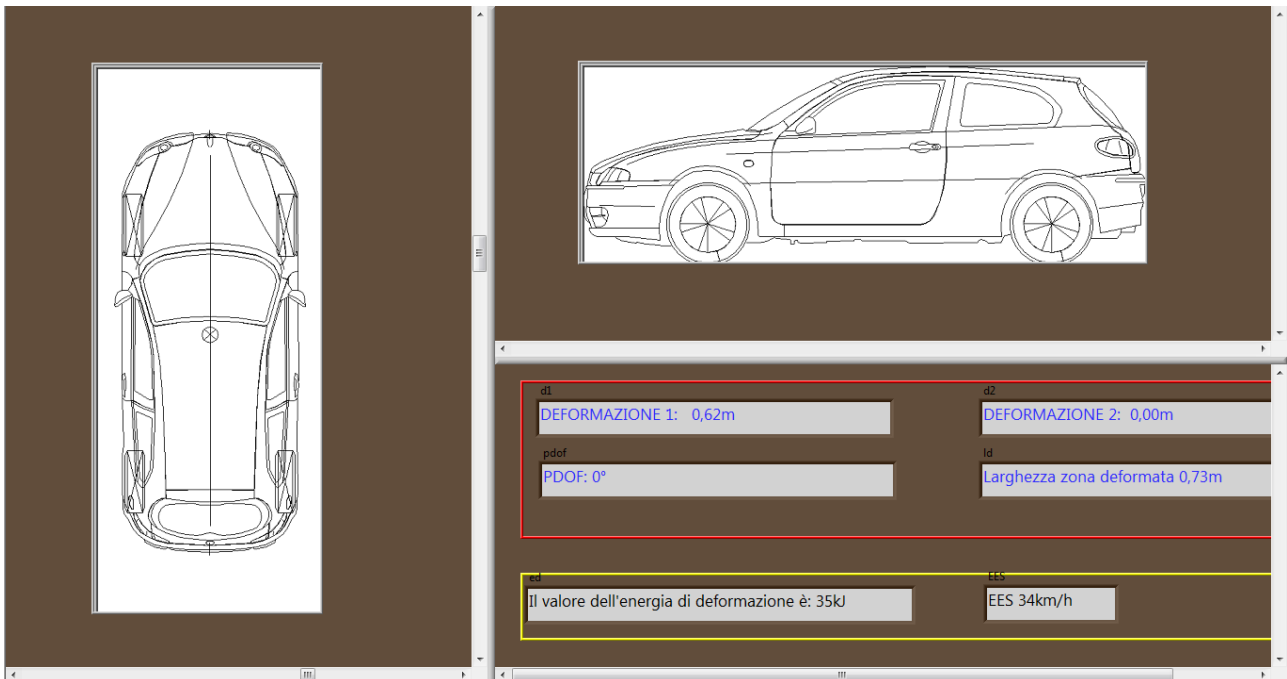 d1
d2
DEFORMAZIONE 1: 0,62m
DEFORMAZIONE 2: 0,00m
pdof
ld
PDOF: 0°
Larghezza zona deformata 0,73m
ed
EES
Il valore dell'energia di deformazione è: 35kJ
EES 34km/h